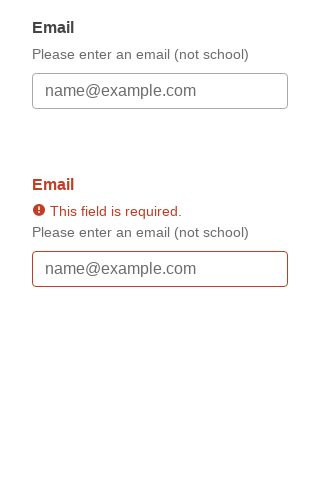 Email
Please enter an email (not school)
name@example.com
Email
This field is required.
Please enter an email (not school)
name@example.com